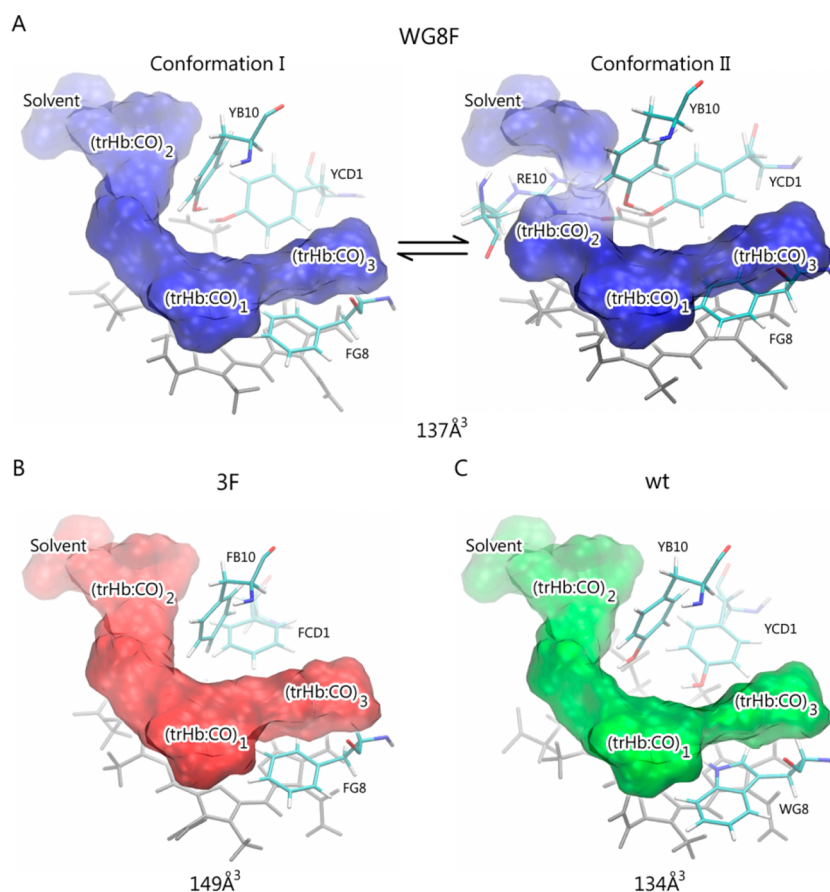 A
WG8F
Conformation I
Conformation II
Solvent
(trHb:CO)2
YB10
YCD1
(trHb:CO)3
(trHb:CO)1
FG8
YB10
RE10
YCD1
(trHb:CO)2
(trHb:CO)3
(trHb:CO)1
FG8
137Å3
B
3F
Solvent
FB10
(trHb:CO)2
FCD1
(trHb:CO)3
(trHb:CO)1
FG8
149Å3
C
wt
Solvent
YB10
(trHb:CO)2
YCD1
(trHb:CO)3
(trHb:CO)1
WG8
134Å3